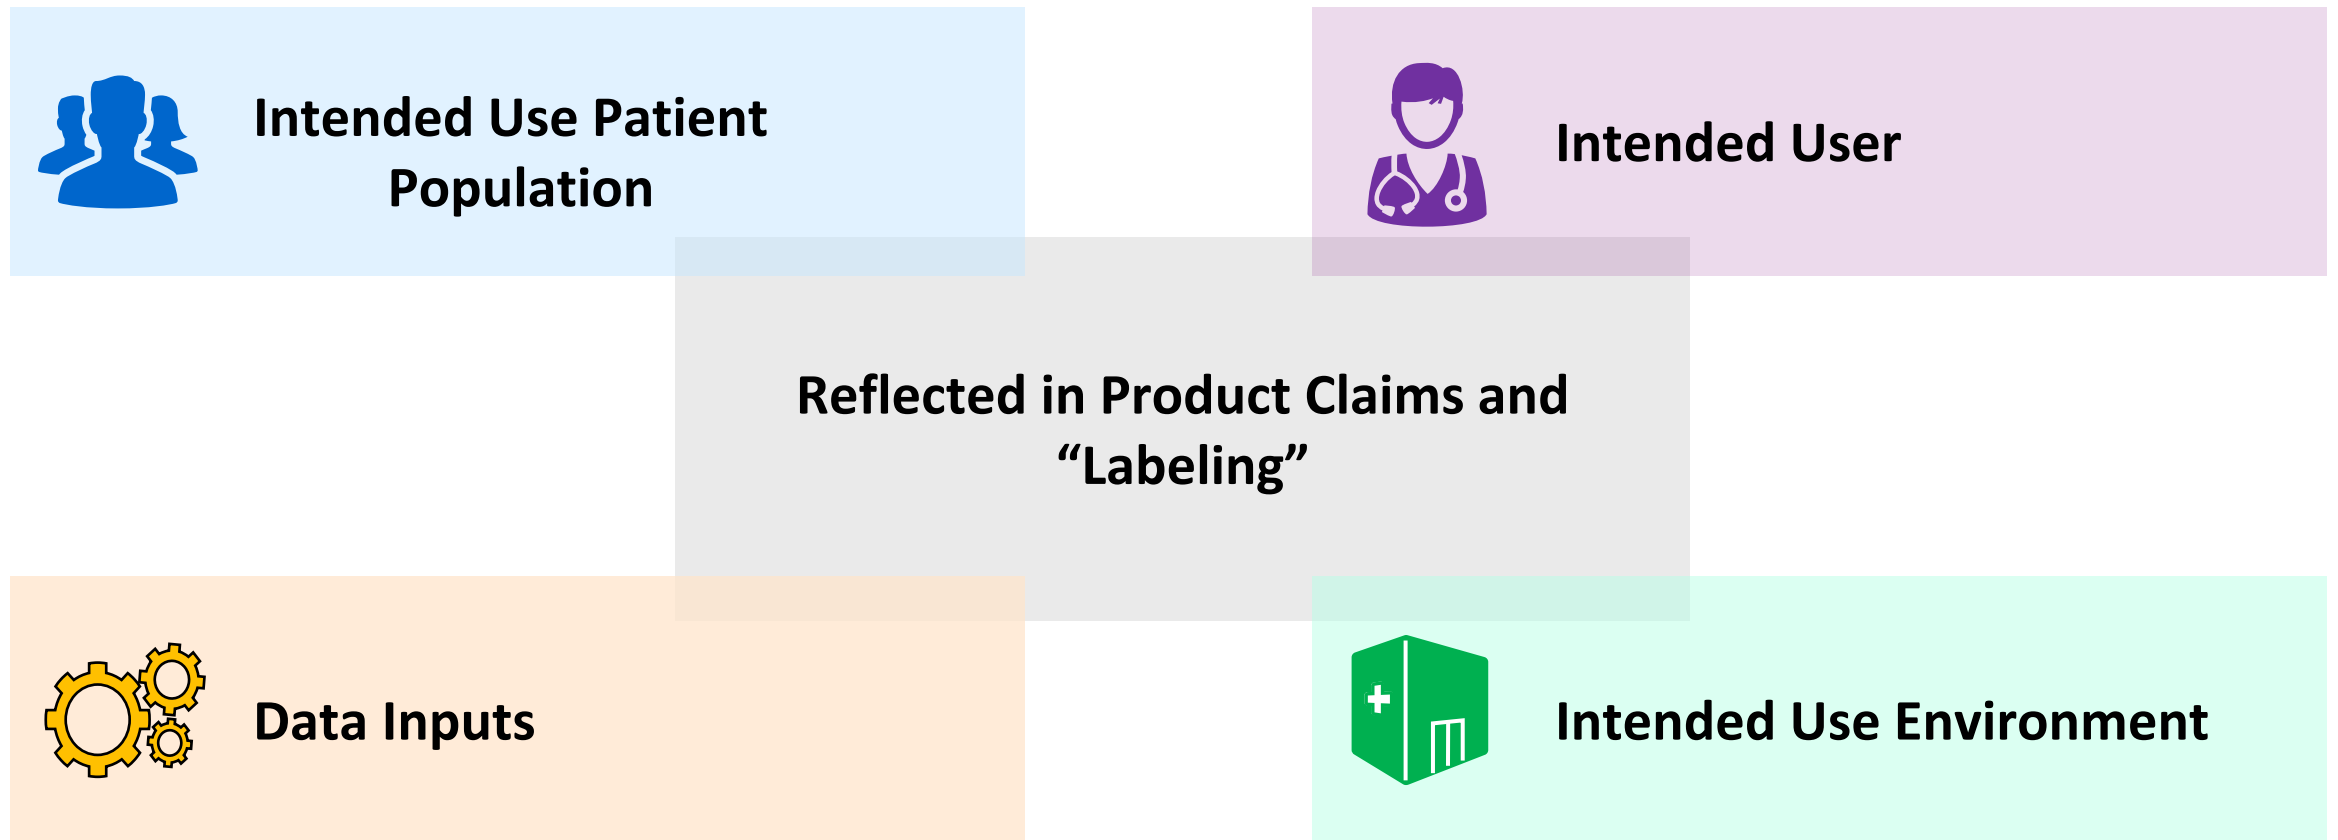 Intended Use Patient
Population
Intended User
Reflected in Product Claims and
“Labeling”
Data Inputs
Intended Use Environment